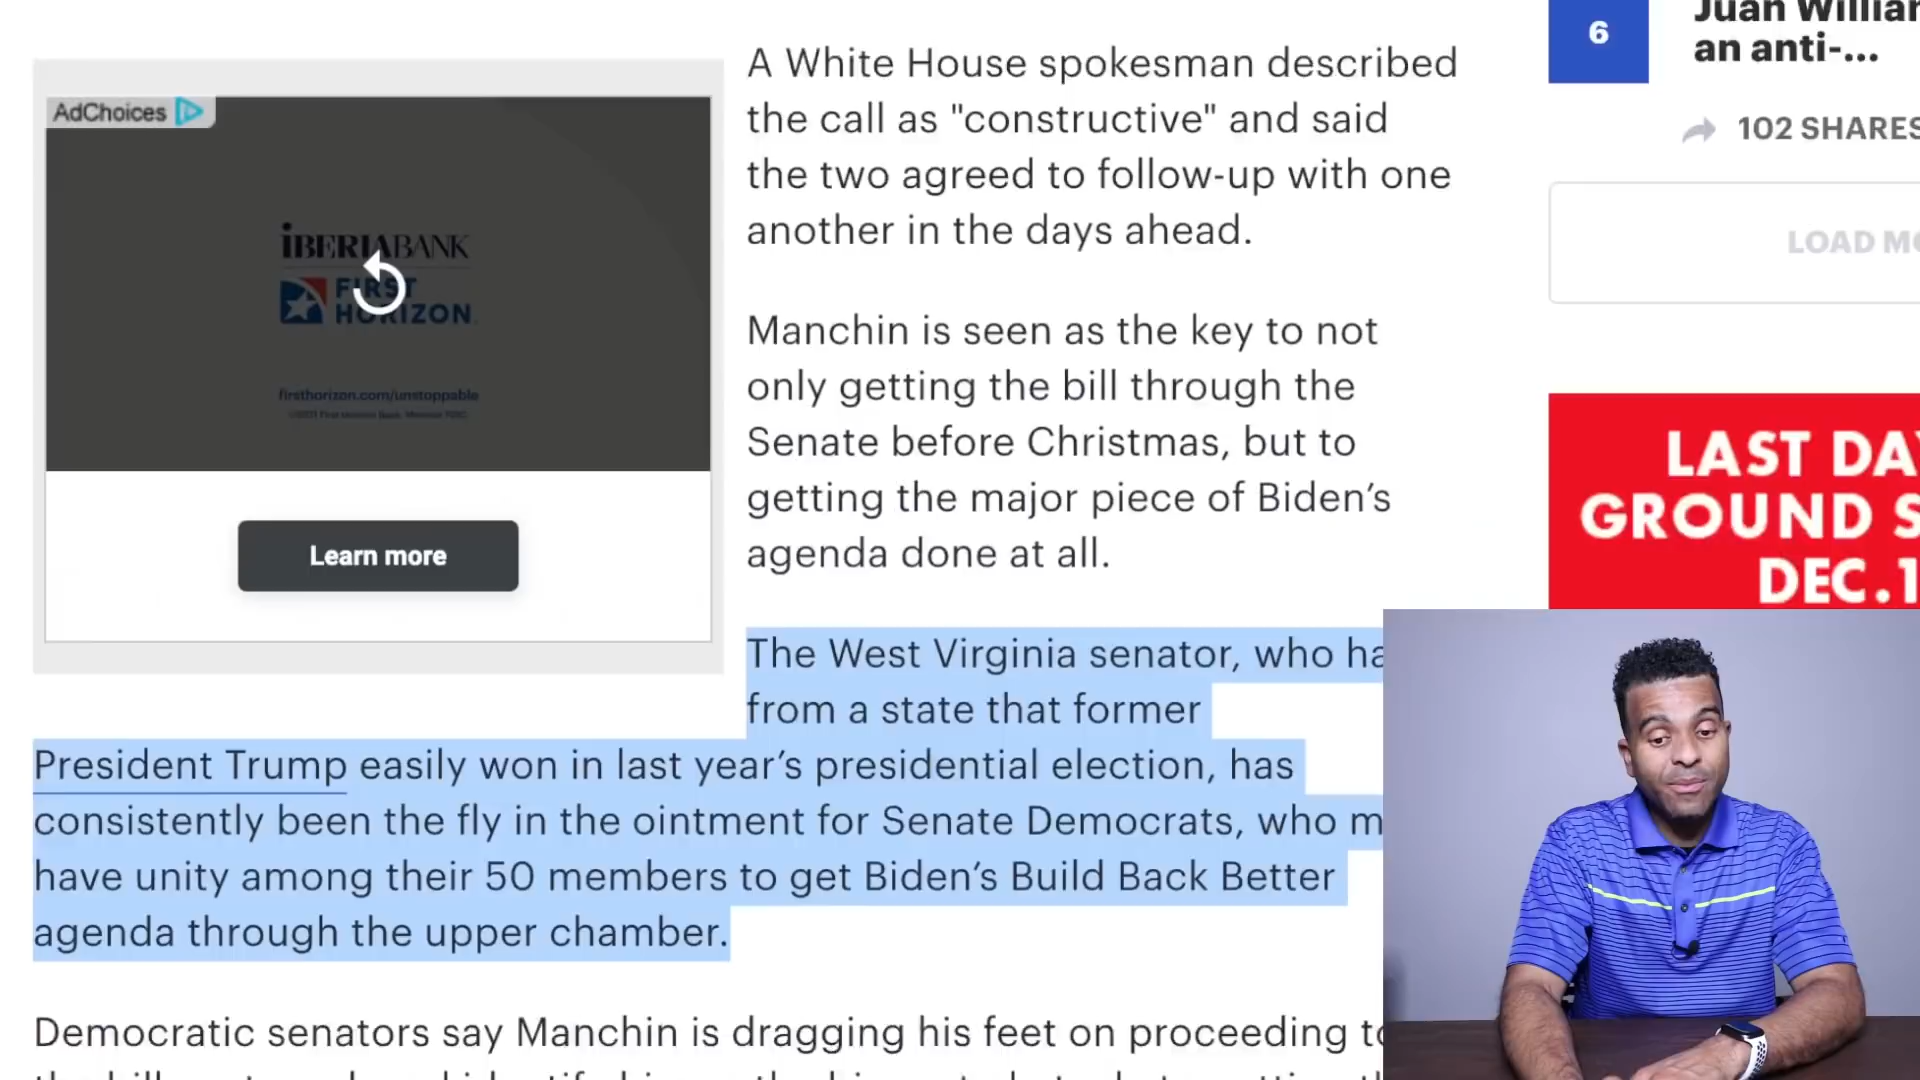 A White House spokesman described
the call as "constructive" and said
the two agreed to follow-up with one
another in the days ahead.
Manchin is seen as the key to not
only getting the bill through the
Senate before Christmas, but to
getting the major piece of Biden’s
agenda done at all.
The West Virginia senator, who
from a state that former
President Trump easily won in last year’s presidential election, has
consistently been the fly in the ointment for Senate Democrats, who
have unity among their 50 members to get Biden’s Build Back Better
agenda through the upper chamber.
Democratic senators say Manchin is dragging his feet on proceeding
AdChoices
IBERIABANK
FIRST
HORIZON
firsthorizon.com/unstoppable
Learn more
6
Juan
an anti-...
102 SHARES
LOAD
LAST
GROUND
DEC.